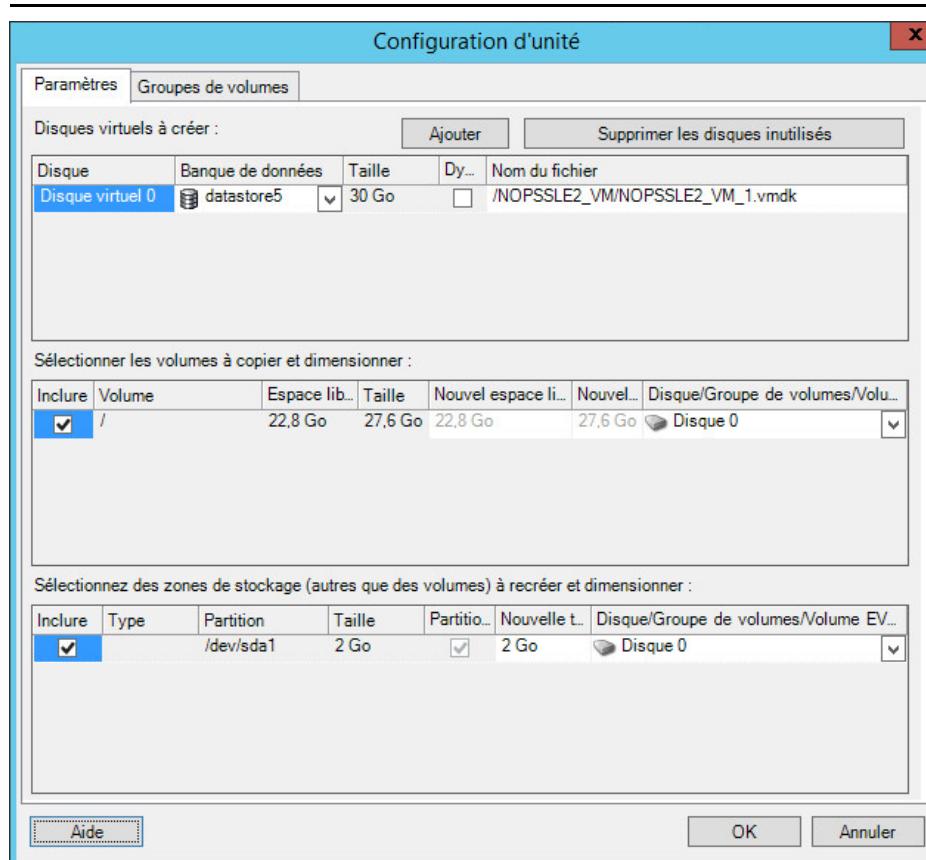 Configuration d'unité
x
Paramètres Groupes de volumes
Disques virtuels à créer : Ajouter Supprimer les disques inutilisés
Disque Banque de données Taille Dy... Nom du fichier
Disque virtuel 0 datastore5 30 Go /NOPSSLE2_VM/NOPSSLE2_VM_1.vmdk
Sélectionner les volumes à copier et dimensionner :
Inclure Volume Espace lib... Taille Nouvel espace li... Nouvel... Disque/Groupe de volumes/Volu...
/ 22,8 Go 27,6 Go 22,8 Go 27,6 Go Disque 0
Sélectionnez des zones de stockage (autres que des volumes) à recréer et dimensionner :
Inclure Type Partition Taille Partitio... Nouvelle t... Disque/Groupe de volumes/Volume EV...
/dev/sda1 2 Go 2 Go Disque 0
Aide OK Annuler